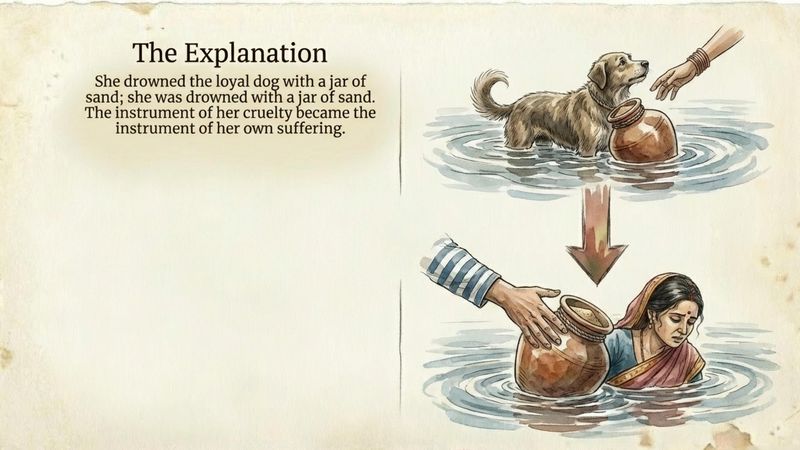 The Explanation
She drowned the loyal dog with a jar of
sand; she was drowned with a jar of sand.
The instrument of her cruelty became the
instrument of her own suffering.